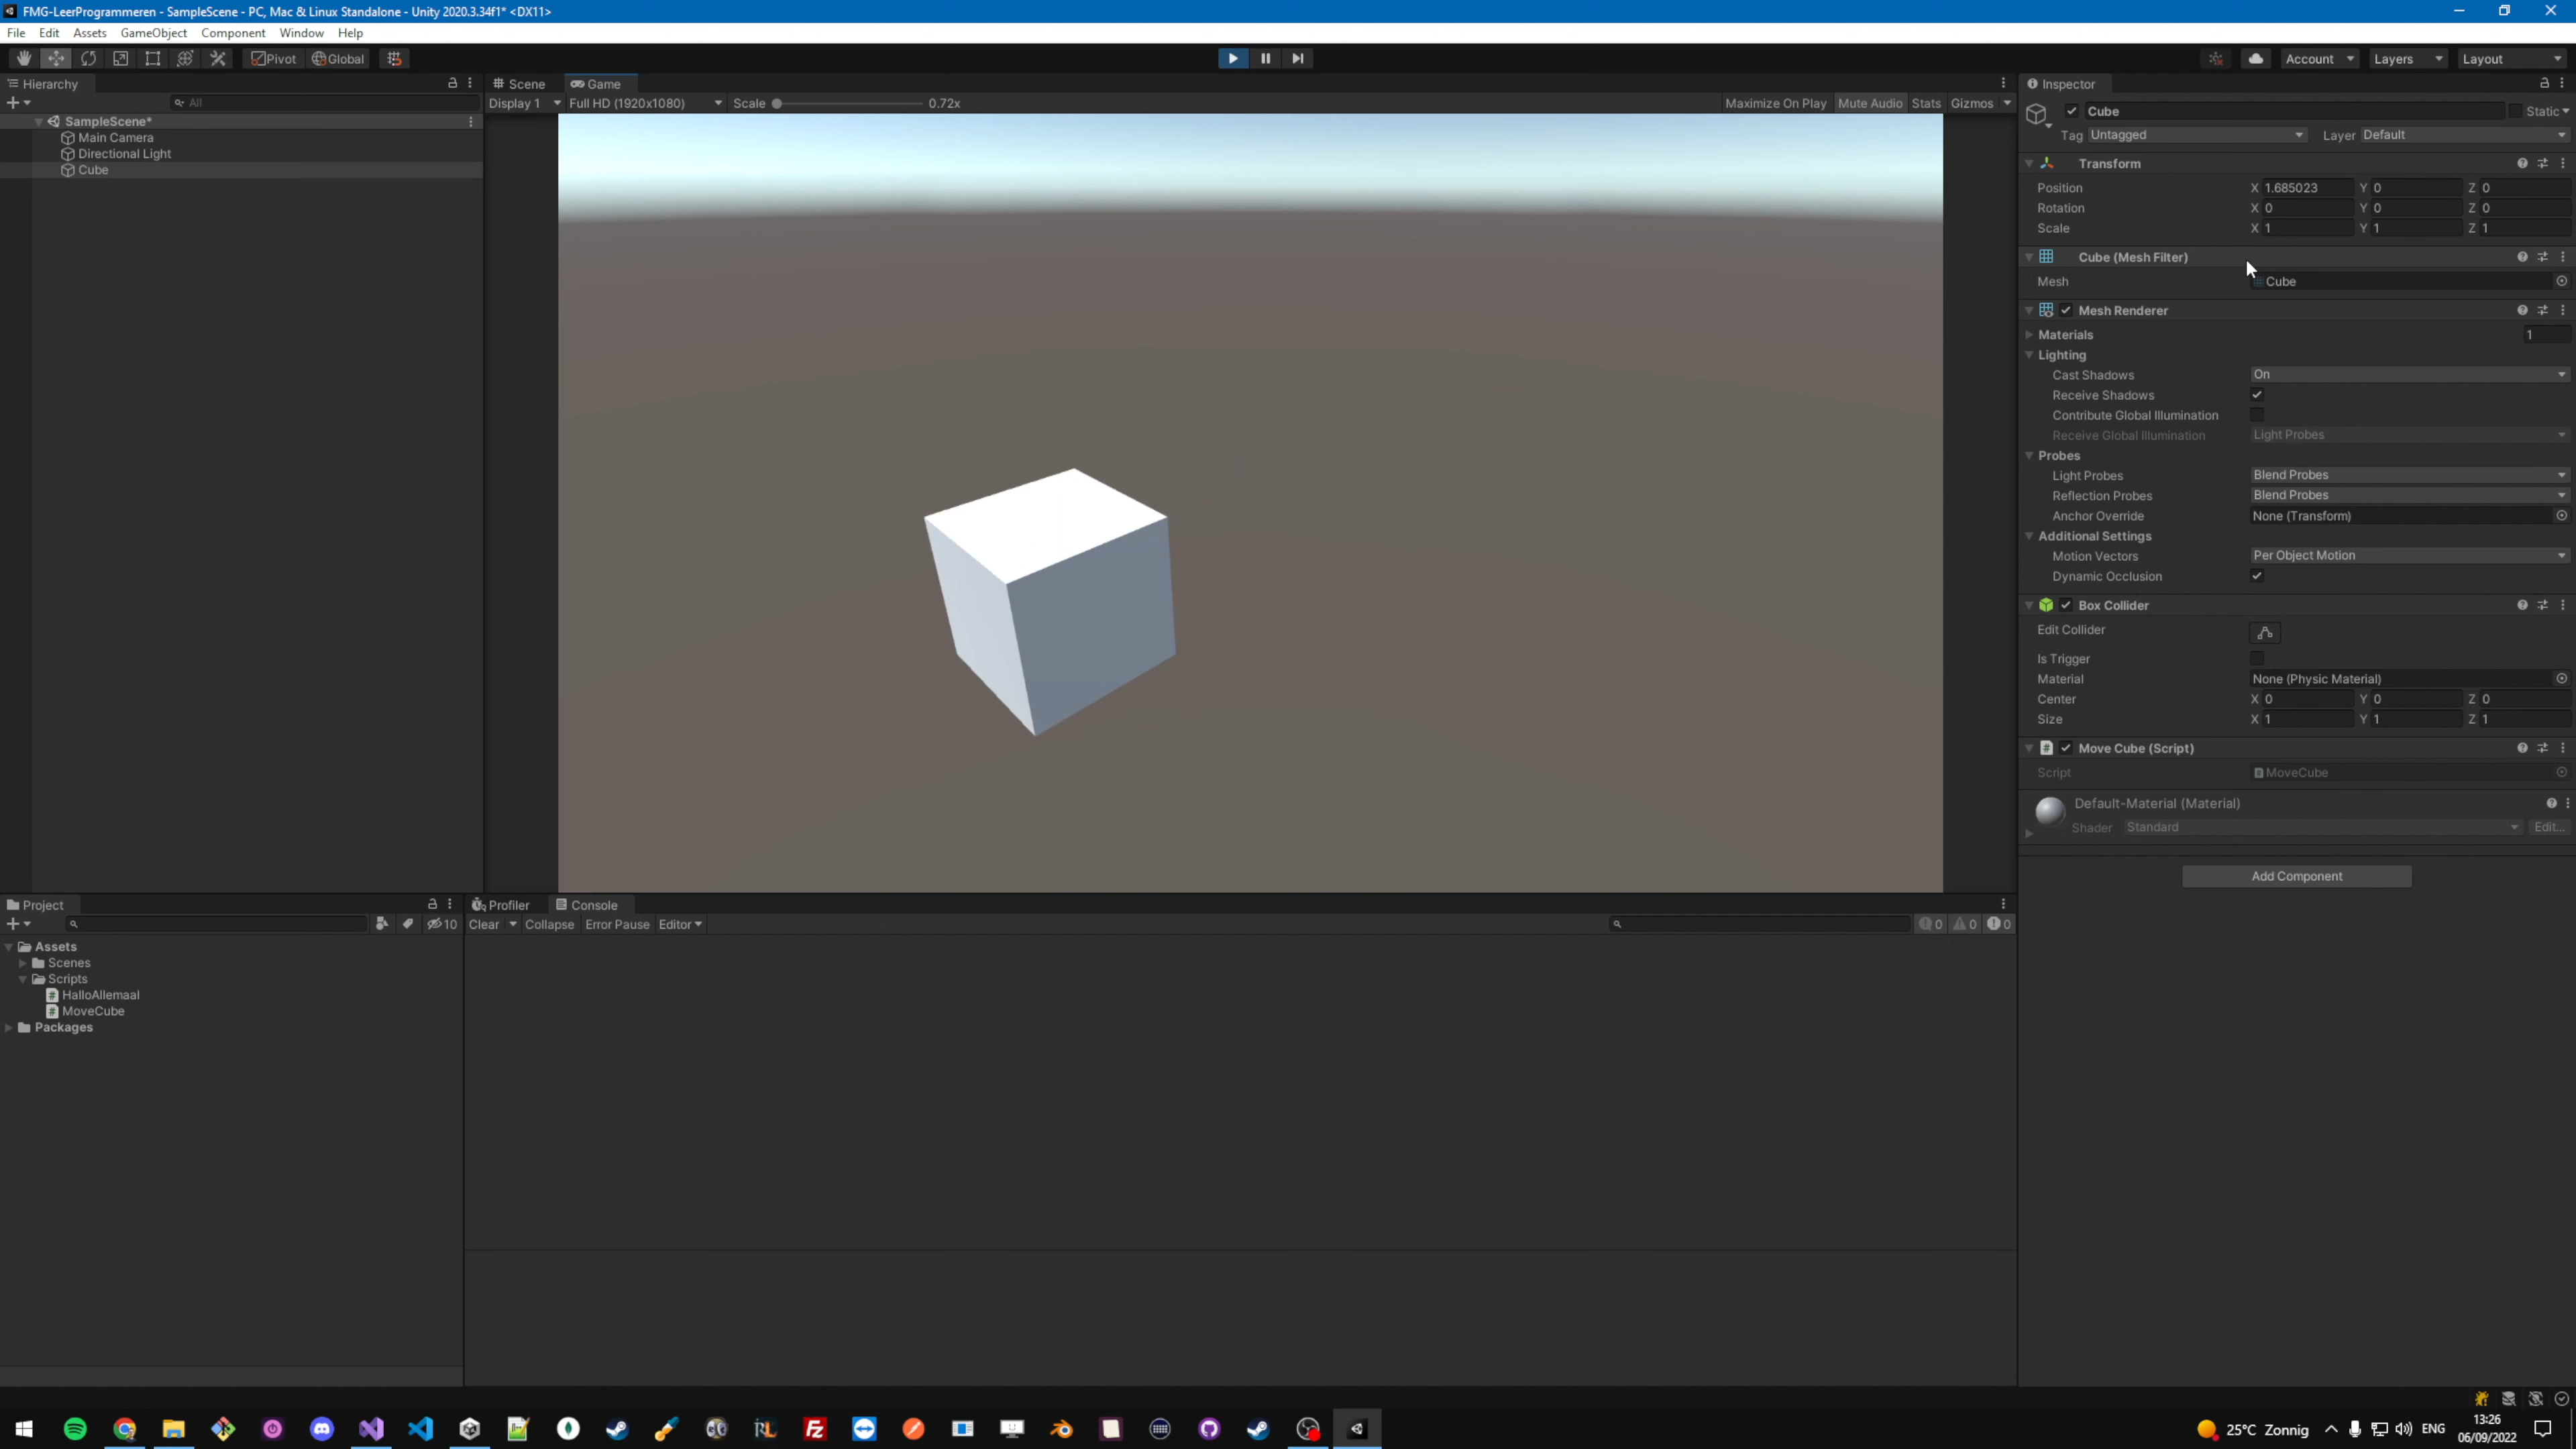 FMG-LeerProgrammeren - SampleScene - PC, Mac & Linux Standalone - Unity 2020.3.34f1* <DX11>
File Edit Assets GameObject Component Window Help
Pivot Global Account Layers Layout
Hierarchy
All
SampleScene*
Main Camera
Directional Light
Cube
Scene Game
Display 1 Full HD (1920x1080) Scale 0.72x Maximize On Play Mute Audio Stats Gizmos
Inspector
Cube Static
Tag Untagged Layer Default
Transform
Position X 1.685023 Y 0 Z 0
Rotation X 0 Y 0 Z 0
Scale X 1 Y 1 Z 1
Cube (Mesh Filter)
Mesh Cube
Mesh Renderer
Materials 1
Lighting
Cast Shadows On
Receive Shadows
Contribute Global Illumination
Receive Global Illumination Light Probes
Probes
Light Probes Blend Probes
Reflection Probes Blend Probes
Anchor Override None (Transform)
Additional Settings
Motion Vectors Per Object Motion
Dynamic Occlusion
Box Collider
Edit Collider
Is Trigger
Material None (Physic Material)
Center X 0 Y 0 Z 0
Size X 1 Y 1 Z 1
Move Cube (Script)
Script MoveCube
Default-Material (Material)
Shader Standard Edit...
Add Component
Project
10
Assets
Scenes
Scripts
HalloAllemaal
MoveCube
Packages
Profiler Console
Clear Collapse Error Pause Editor 0 0 0
25°C Zonnig ENG
13:26
06/09/2022